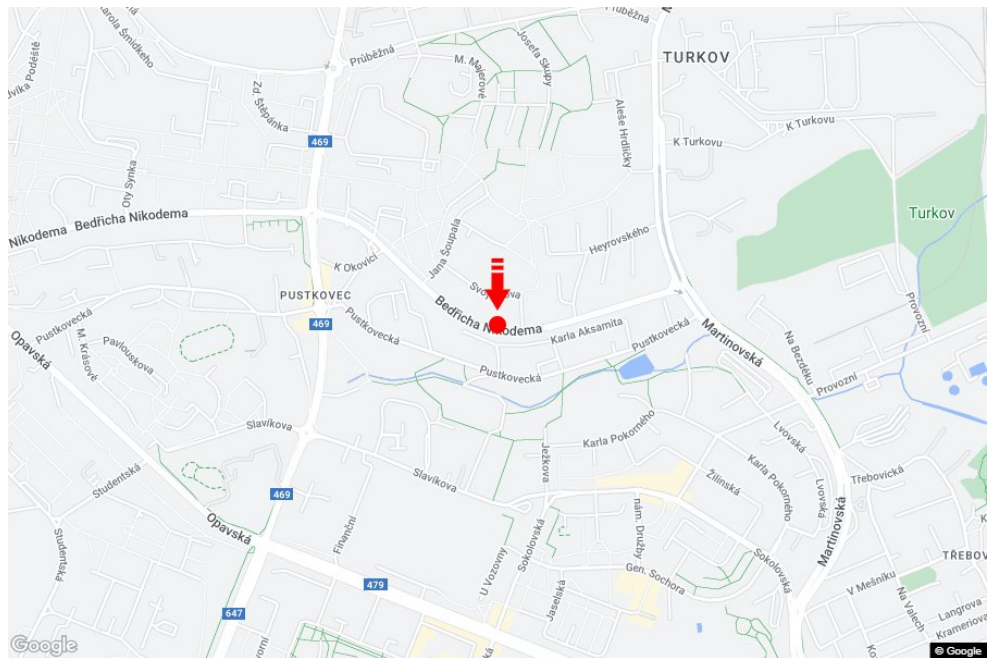 Průběžná
Karola Šmidkeho
Průběžná
Josefa Skupy
M. Majerové
TURKOV
Zd. Štěpánka
Aleše Hrdličky
K Turkovu
K Turkovu
469
Oty Synka
Nikodema
Bedřicha Nikodema
Turkov
Jana Šoupala
Heyrovského
K Okovici
PUSTKOVEC
Bedřicha Nikodema
469
Pustkovecká
Pustkovecká
Karla Aksamita
Pustkovecká
Provozní
M. Krásové
Pavlouskova
Opavská
Martinovská
Na Bezděku
Pustkovecká
Provozní
Slavíkova
Karla Pokorného
Ježkova
Lvovská
Studentská
Slavíkova
Žilinská
Karla Pokorného
Lvovská
Třebovická
469
Opavská
Finanční
nám. Družby
Sokolovská
Martinovská
Studentská
U Vozovny
Sokolovská
Gen. Sochora
TŘEBOV
479
Jaselská
V Mešníku
Na Valech
Langrova
Krameriova
647
Google
© Google